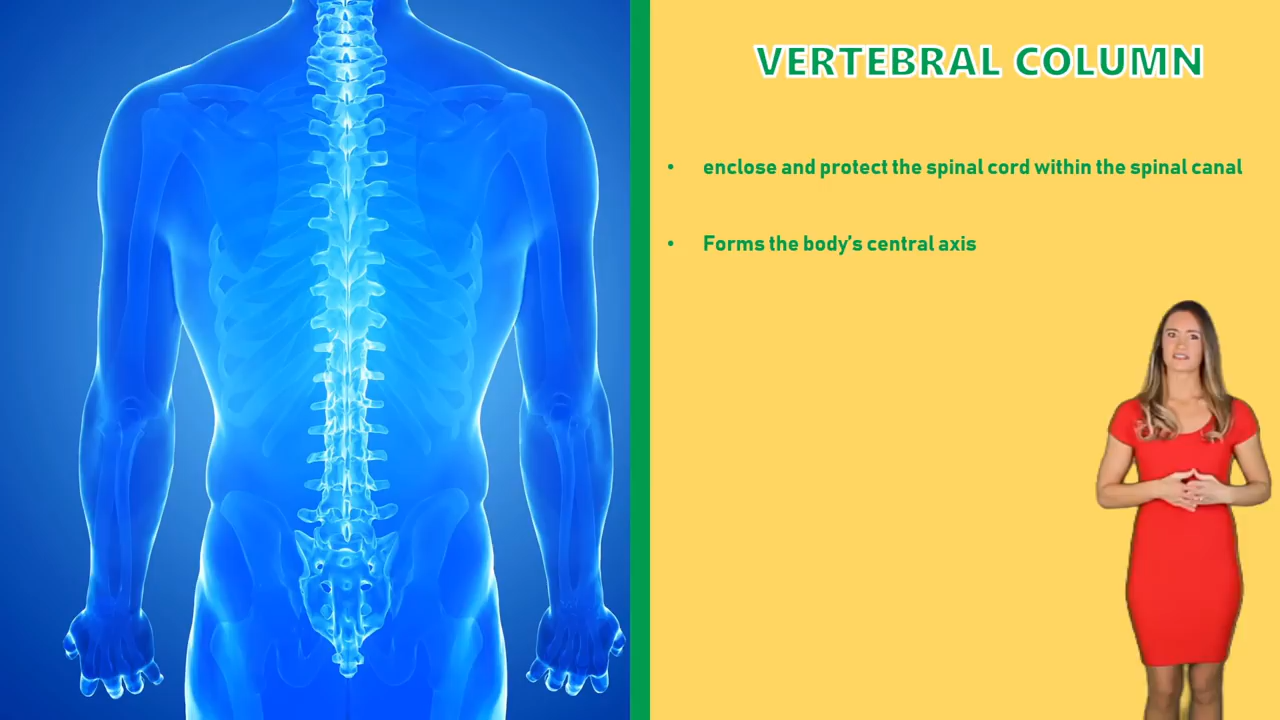 VERTEBRAL COLUMN
• enclose and protect the spinal cord within the spinal canal
• Forms the body’s central axis